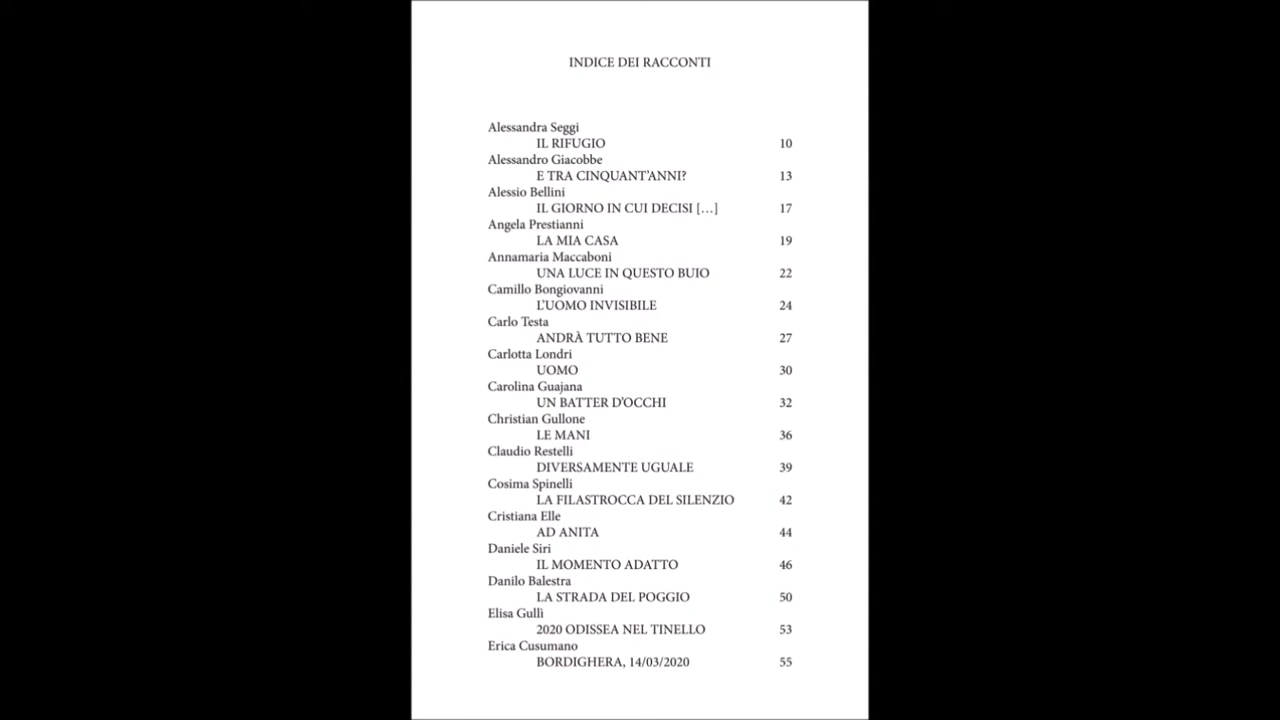 INDICE DEI RACCONTI
Alessandra Seggi
IL RIFUGIO 10
Alessandro Giacobbe
E TRA CINQUANT’ANNI? 13
Alessio Bellini
IL GIORNO IN CUI DECISI […] 17
Angela Prestianni
LA MIA CASA 19
Annamaria Maccaboni
UNA LUCE IN QUESTO BUIO 22
Camillo Bongiovanni
L’UOMO INVISIBILE 24
Carlo Testa
ANDRÀ TUTTO BENE 27
Carlotta Londri
UOMO 30
Carolina Guajana
UN BATTER D’OCCHI 32
Christian Gullone
LE MANI 36
Claudio Restelli
DIVERSAMENTE UGUALE 39
Cosima Spinelli
LA FILASTROCCA DEL SILENZIO 42
Cristiana Elle
AD ANITA 44
Daniele Siri
IL MOMENTO ADATTO 46
Danilo Balestra
LA STRADA DEL POGGIO 50
Elisa Gullì
2020 ODISSEA NEL TINELLO 53
Erica Cusumano
BORDIGHERA, 14/03/2020 55